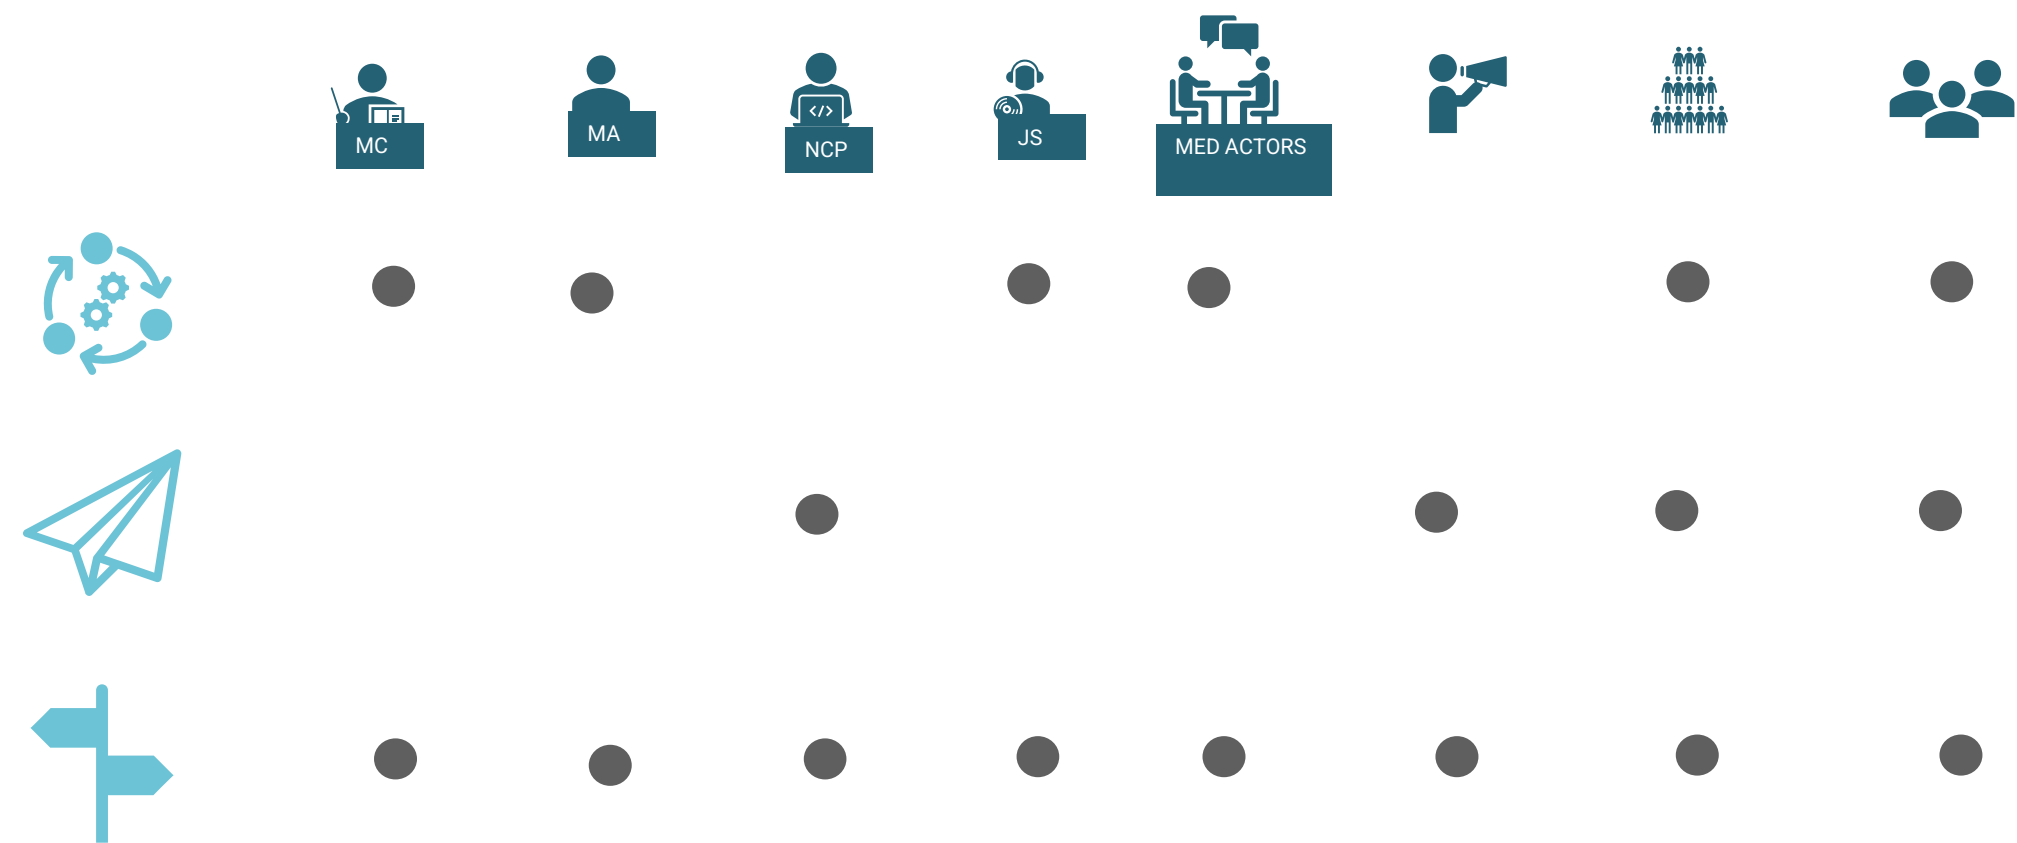 MC
MA
NCP
JS
MED ACTORS
</>